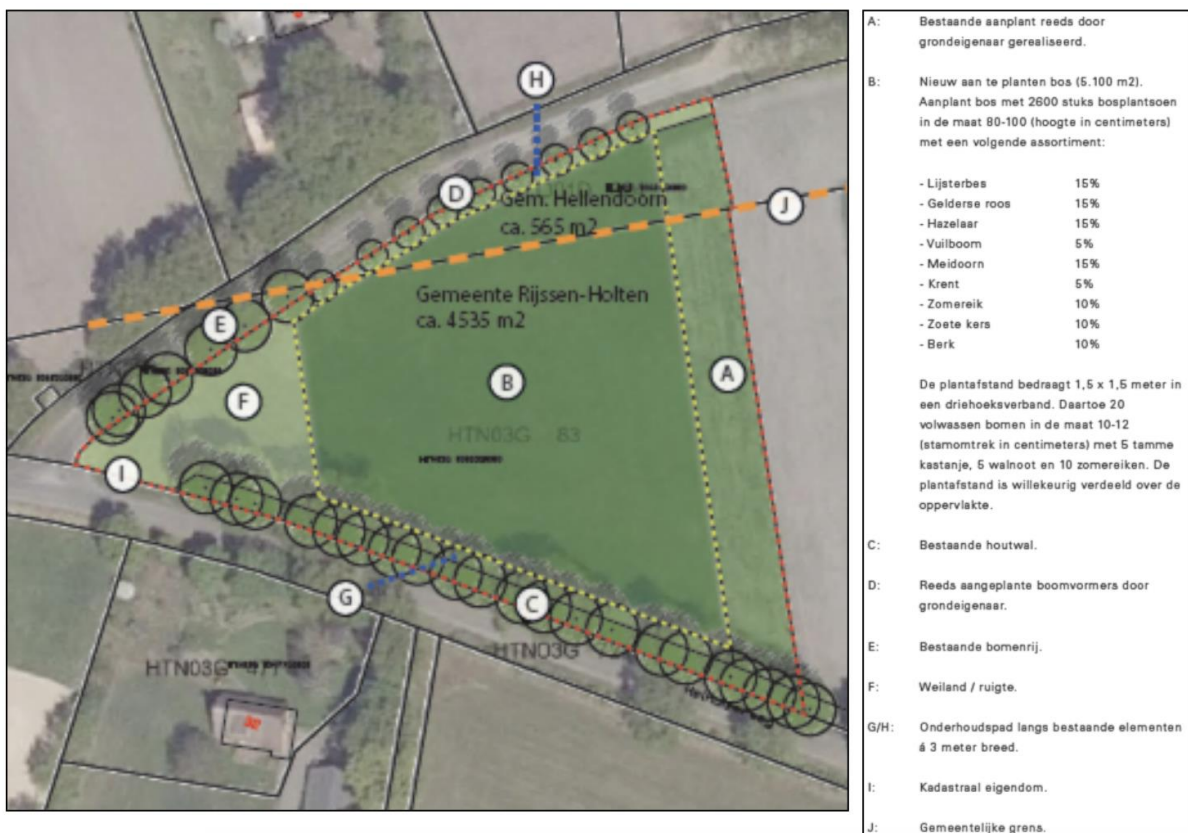 H
D
Gem. Hellendoorn
ca. 565 m2
J
Gemeente Rijssen-Holten
ca. 4535 m2
E
B
A
F
HTN03G 83
I
G
C
HTN03G
HTN03G
A: Bestaande aanplant reeds door
grondeigenaar gerealiseerd.
B: Nieuw aan te planten bos (5.100 m2).
Aanplant bos met 2600 stuks bosplantsoen
in de maat 80-100 (hoogte in centimeters)
met een volgende assortiment:
- Lijsterbes 15%
- Gelderse roos 15%
- Hazelaar 15%
- Vuilboom 5%
- Meidoorn 15%
- Krent 5%
- Zomereik 10%
- Zoete kers 10%
- Berk 10%
De plantafstand bedraagt 1,5 x 1,5 meter in
een driehoeksverband. Daartoe 20
volwassen bomen in de maat 10-12
(stamomtrek in centimeters) met 5 tamme
kastanje, 5 walnoot en 10 zomereiken. De
plantafstand is willekeurig verdeeld over de
oppervlakte.
C: Bestaande houtwal.
D: Reeds aangeplante boomvormers door
grondeigenaar.
E: Bestaande bomenrij.
F: Weiland / ruigte.
G/H: Onderhoudspad langs bestaande elementen
á 3 meter breed.
I: Kadastraal eigendom.
J: Gemeentelijke grens.